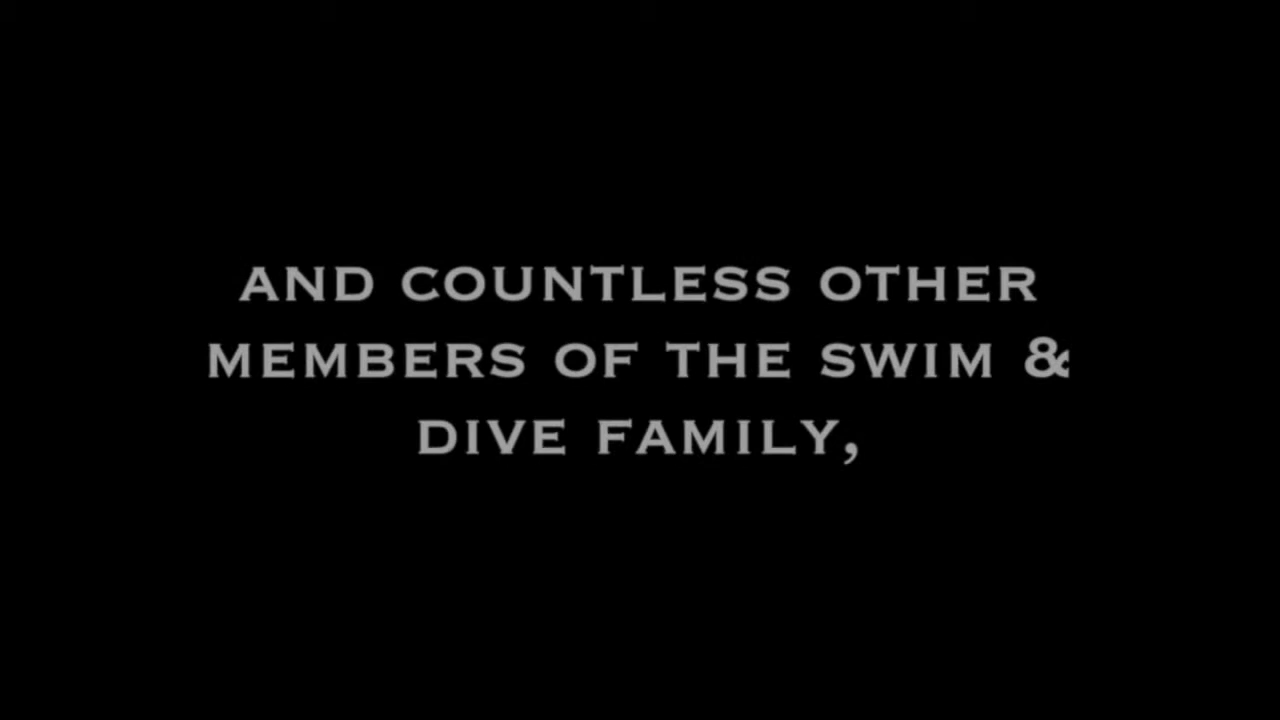 AND COUNTLESS OTHER
MEMBERS OF THE SWIM &
DIVE FAMILY,